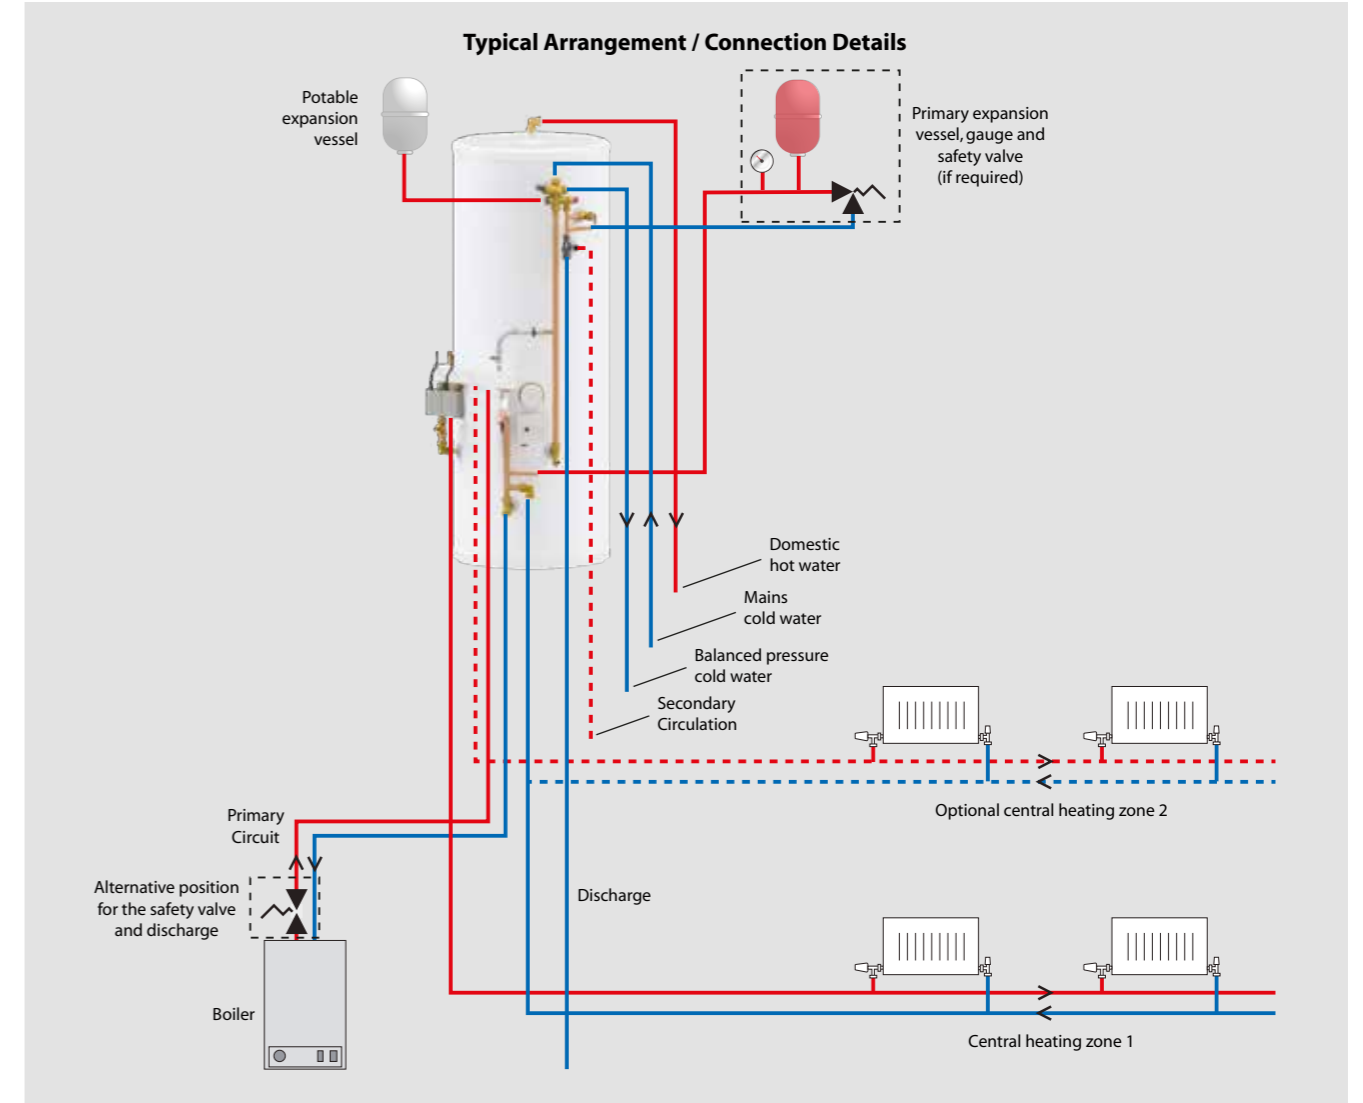 Typical Arrangement / Connection Details
Potable
expansion
vessel
Primary expansion
vessel, gauge and
safety valve
(if required)
Domestic
hot water
Mains
cold water
Balanced pressure
cold water
Secondary
Circulation
Optional central heating zone 2
Primary
Circuit
Alternative position
for the safety valve
and discharge
Discharge
Boiler
Central heating zone 1